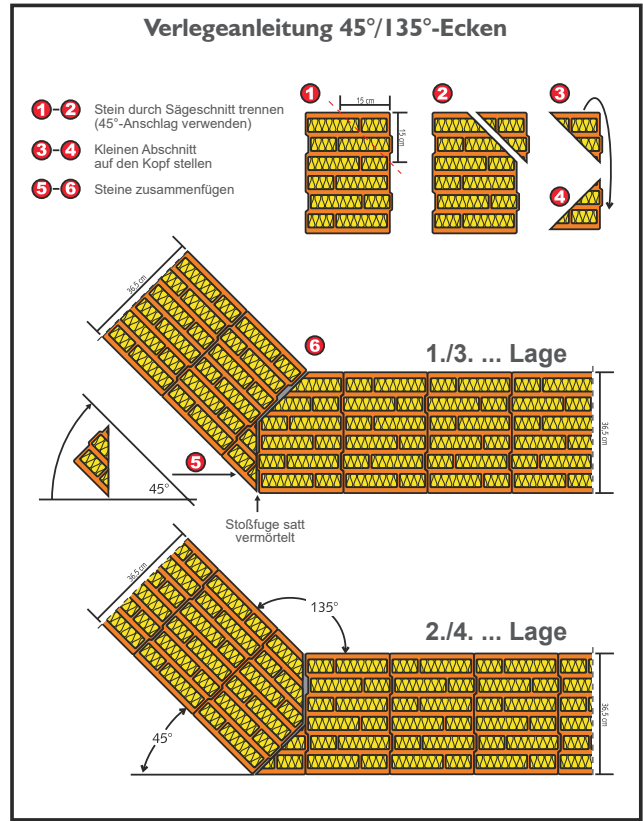 Verlegeanleitung 45°/135°-Ecken
1-2 Stein durch Sägeschnitt trennen
(45°-Anschlag verwenden)
3-4 Kleinen Abschnitt
auf den Kopf stellen
5-6 Steine zusammenfügen
1
15 cm
15 cm
2
3
4
36,5 cm
6
1./3. ... Lage
36,5 cm
5
45°
Stoßfuge satt
vermörtelt
36,5 cm
135°
2./4. ... Lage
45°
36,5 cm